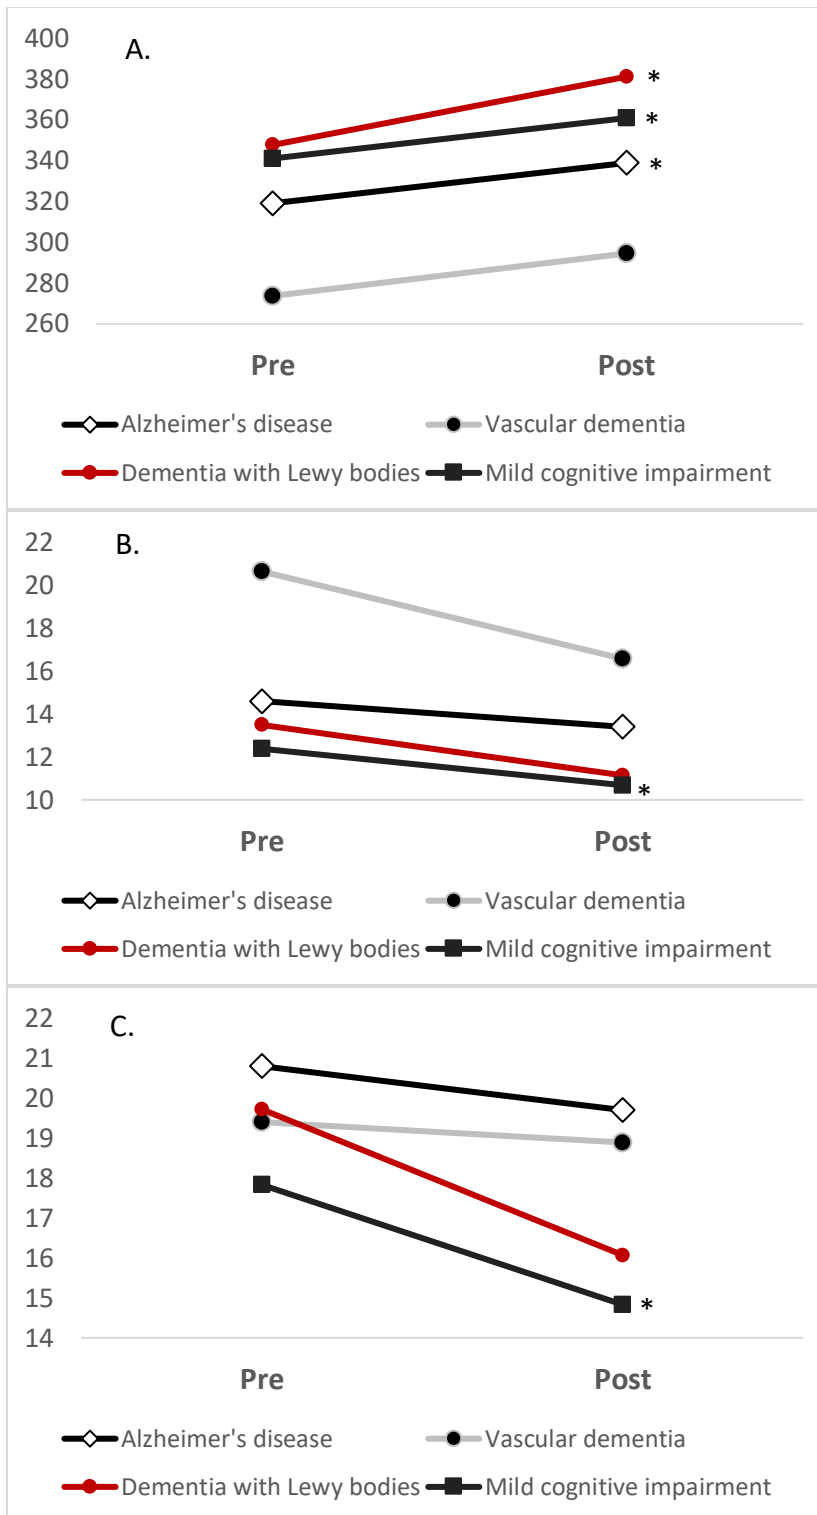 400
A.
380
*
360
*
340
*
320
300
280
260
Pre Post
Alzheimer's disease Vascular dementia
Dementia with Lewy bodies Mild cognitive impairment
22
B.
20
18
16
14
12
*
10
Pre Post
Alzheimer's disease Vascular dementia
Dementia with Lewy bodies Mild cognitive impairment
22
C.
21
20
19
18
17
16
15
*
14
Pre Post
Alzheimer's disease Vascular dementia
Dementia with Lewy bodies Mild cognitive impairment